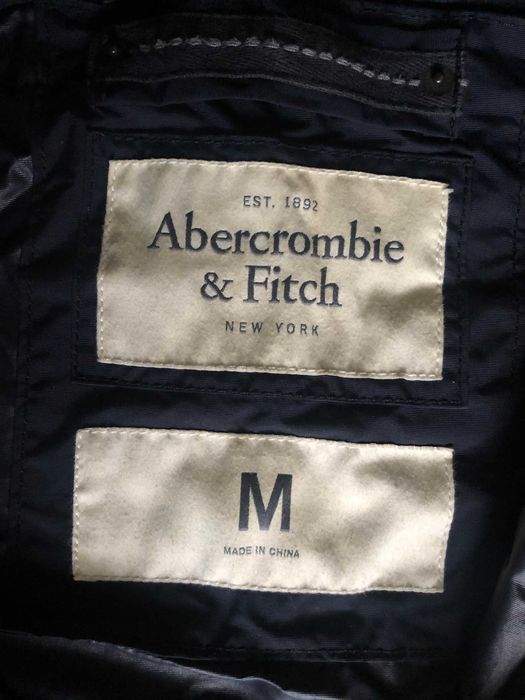 EST. 1892
Abercrombie
& Fitch
NEW YORK
M
MADE IN CHINA